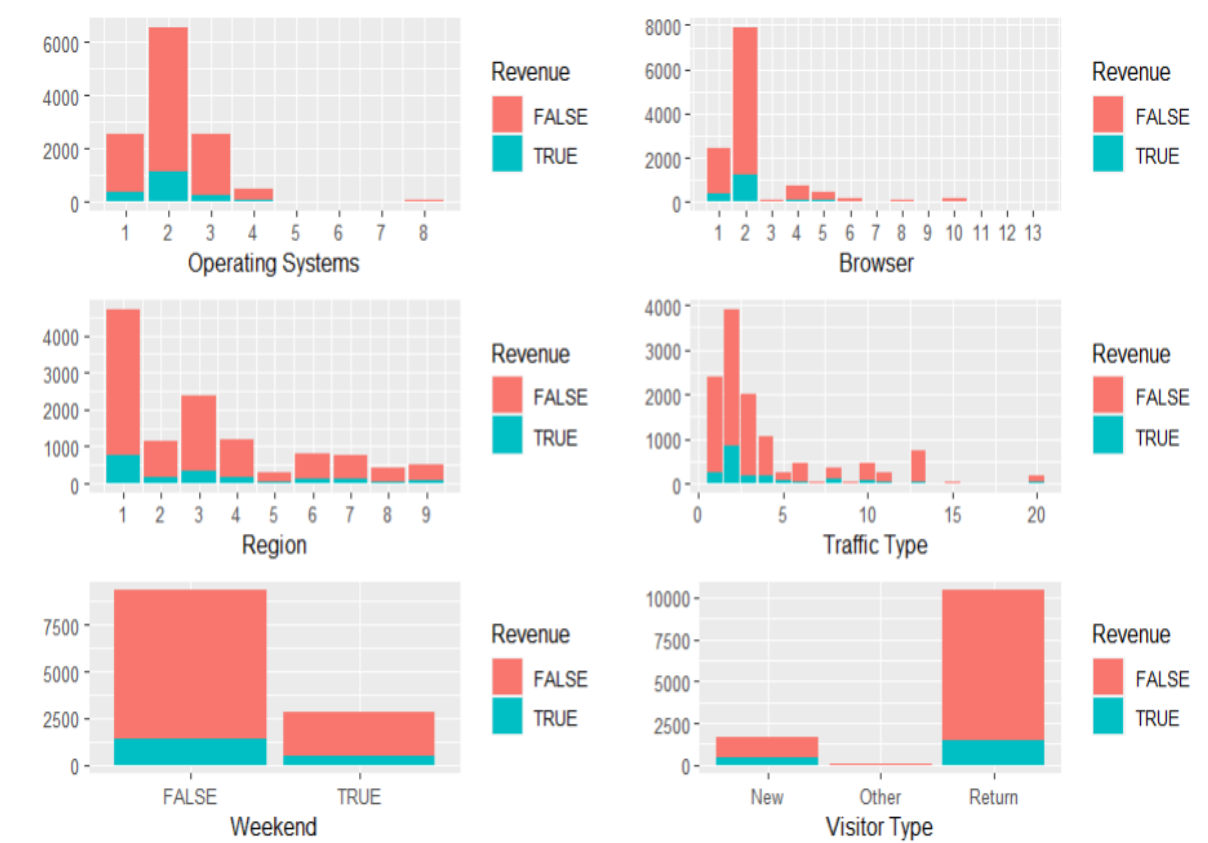 6000
4000
2000
0
1 2 3 4 5 6 7 8
Operating Systems
Revenue
FALSE
TRUE
8000
6000
4000
2000
0
1 2 3 4 5 6 7 8 9 10 11 12 13
Browser
Revenue
FALSE
TRUE
4000
3000
2000
1000
0
1 2 3 4 5 6 7 8 9
Region
Revenue
FALSE
TRUE
4000
3000
2000
1000
0
0 5 10 15 20
Traffic Type
Revenue
FALSE
TRUE
7500
5000
2500
0
FALSE TRUE
Weekend
Revenue
FALSE
TRUE
10000
7500
5000
2500
0
New Other Return
Visitor Type
Revenue
FALSE
TRUE